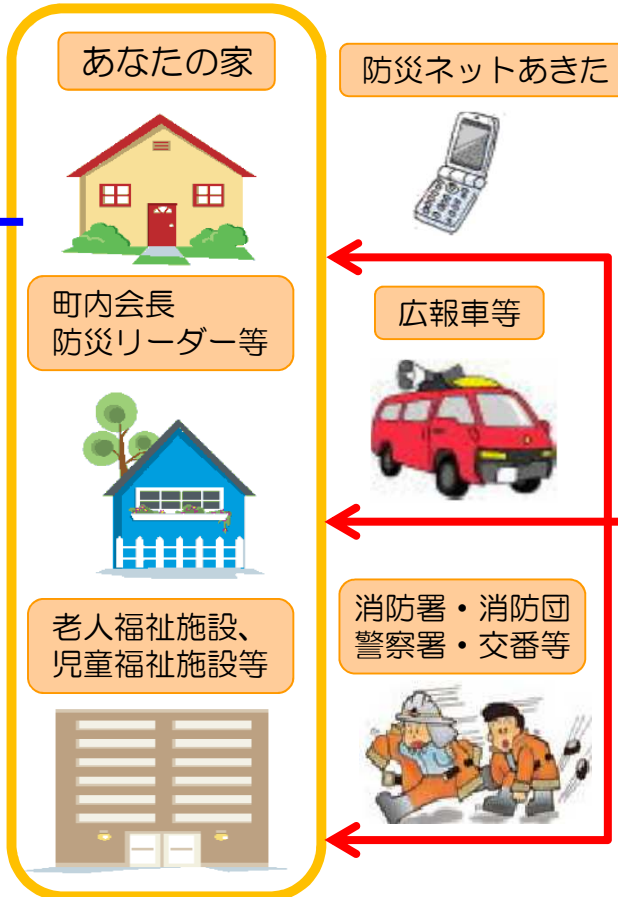 あなたの家
防災ネットあきた
町内会長
防災リーダー等
広報車等
老人福祉施設、
児童福祉施設等
消防署・消防団
警察署・交番等